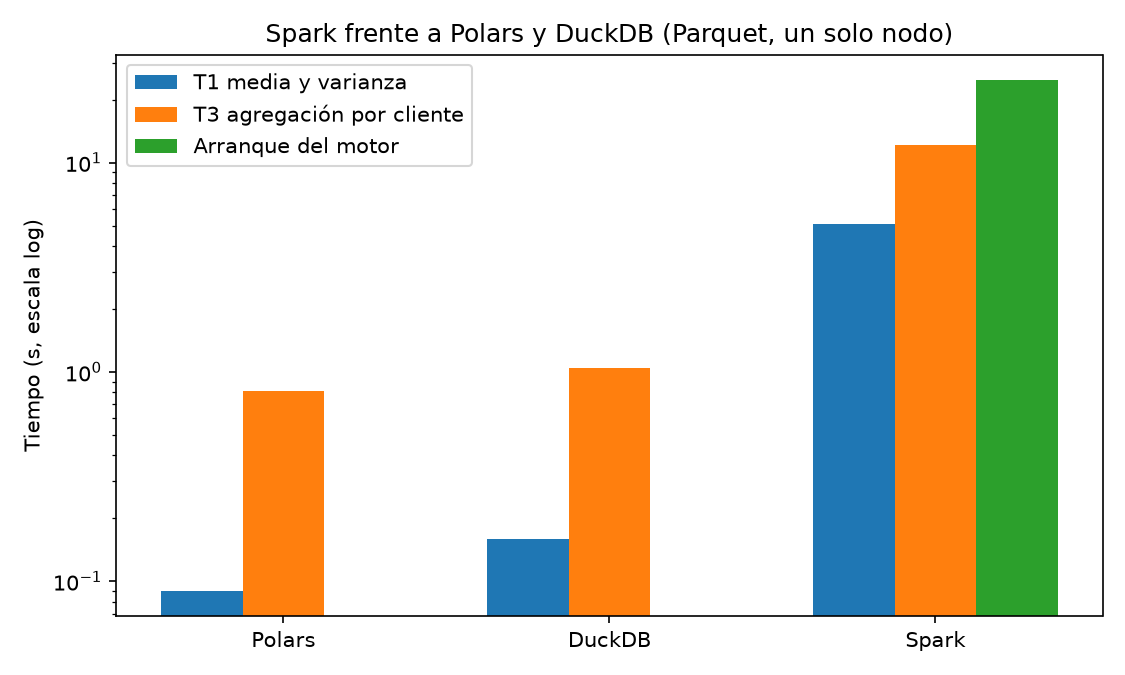 Spark frente a Polars y DuckDB (Parquet, un solo nodo)
T1 media y varianza
T3 agregación por cliente
Arranque del motor
Tiempo (s, escala log)
10¹
10⁰
10⁻¹
Polars
DuckDB
Spark